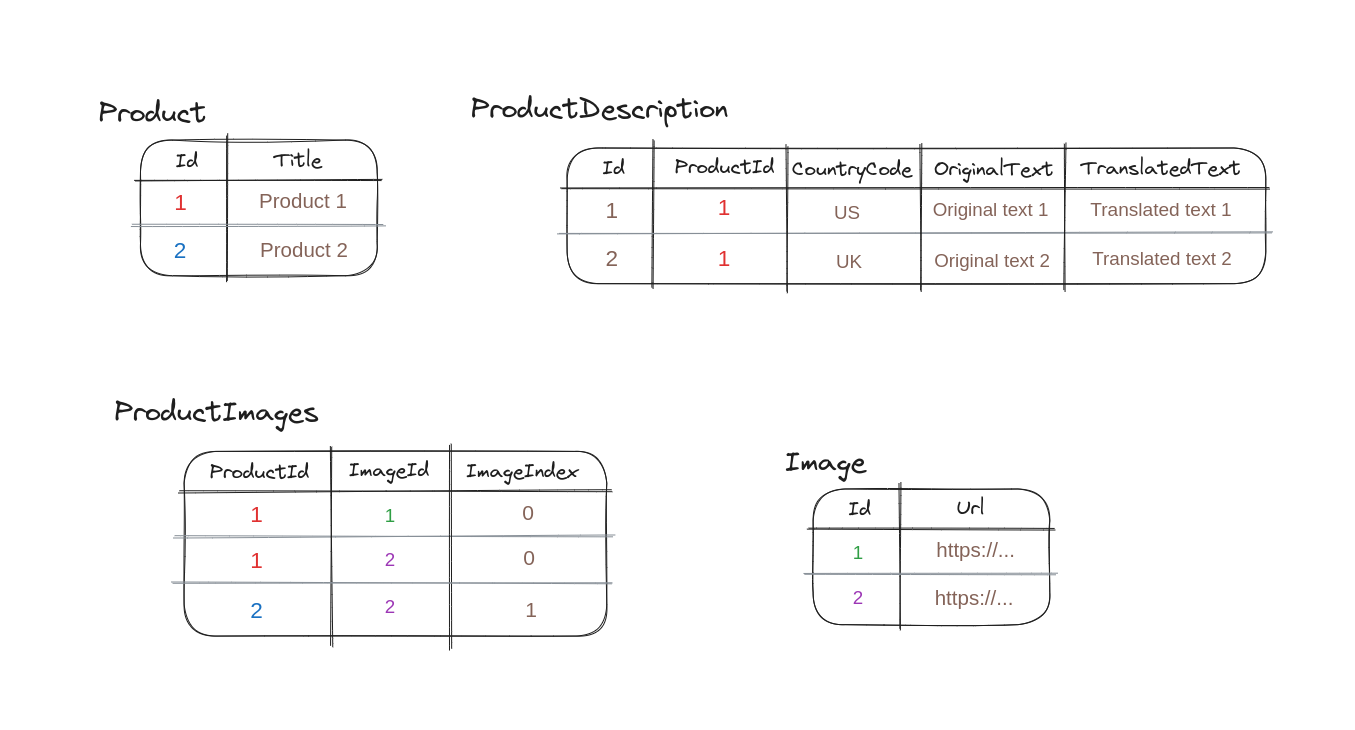 Product
Id Title
1 Product 1
2 Product 2
ProductDescription
Id ProductId CountryCode OriginalText TranslatedText
1 1 US Original text 1 Translated text 1
2 1 UK Original text 2 Translated text 2
ProductImages
ProductId ImageId ImageIndex
1 1 0
1 2 0
2 2 1
Image
Id Url
1 https://...
2 https://...